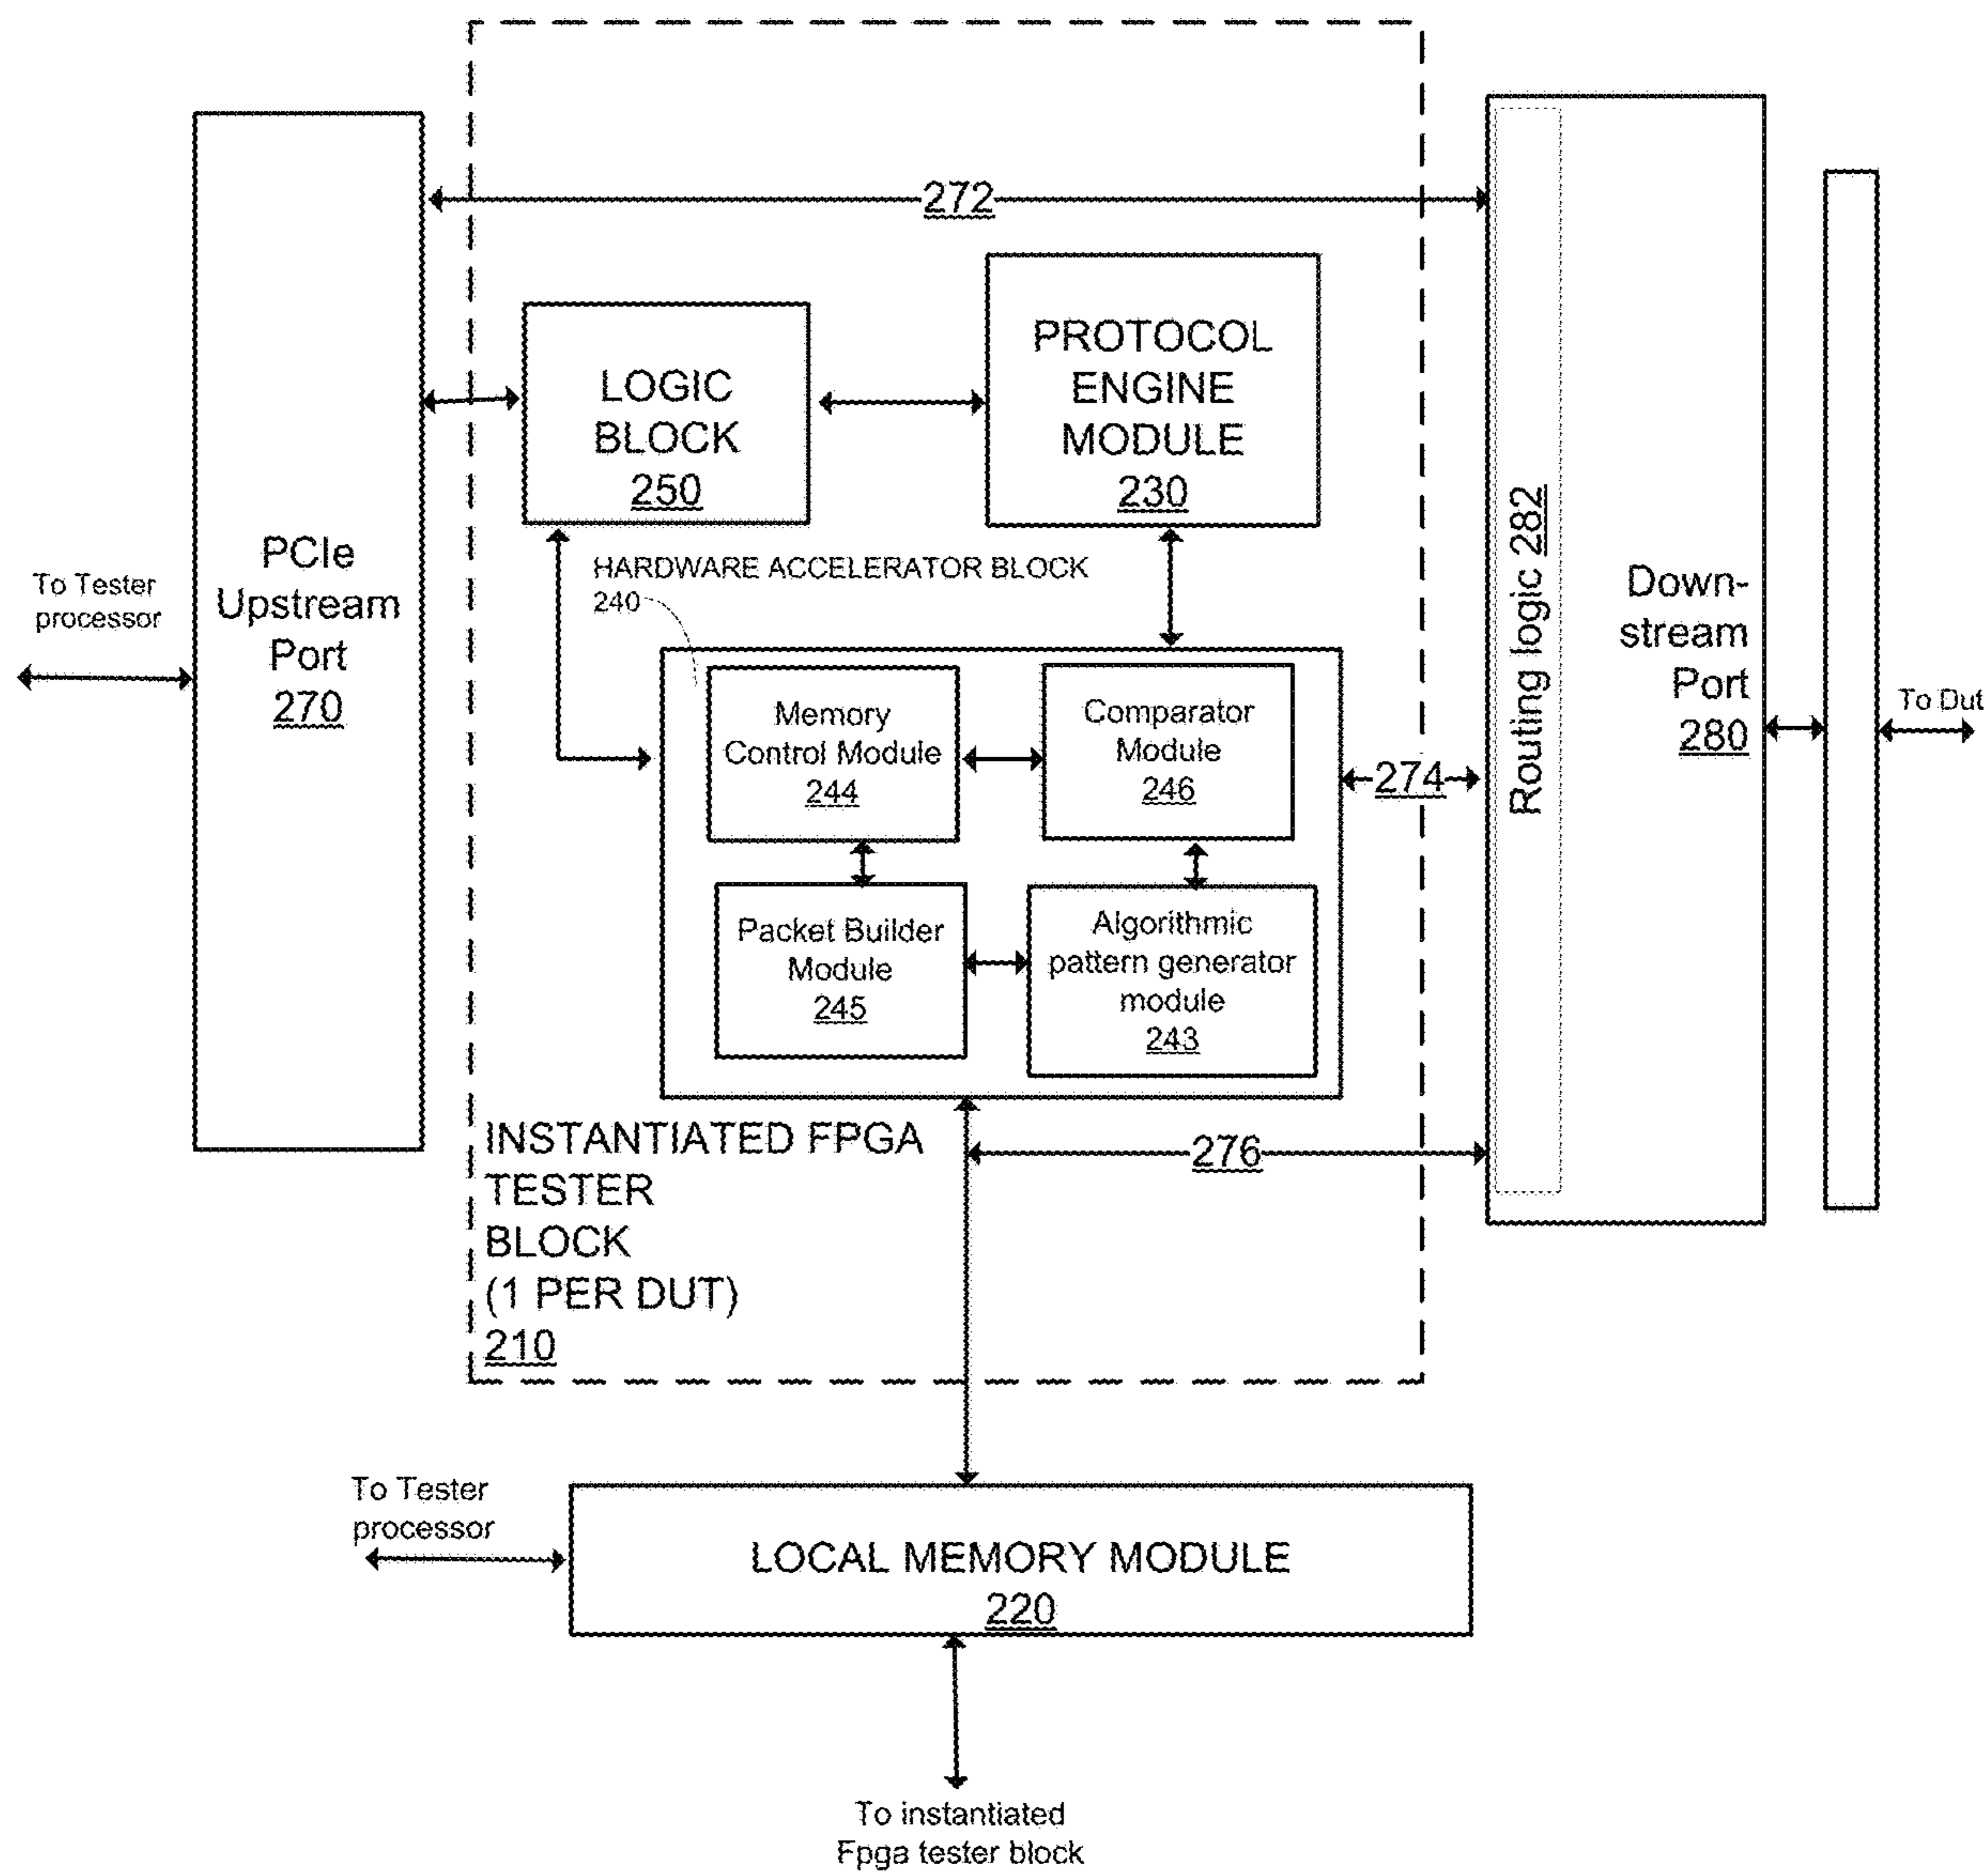 272
PROTOCOL
ENGINE
MODULE
230
LOGIC
BLOCK
250
PCIe
Upstream
Port
270
To Tester
processor
HARDWARE ACCELERATOR BLOCK
240
Memory
Control Module
244
Comparator
Module
246
Packet Builder
Module
245
Algorithmic
pattern generator
module
243
274
276
Routing logic 282
Down-
stream
Port
280
To Dut
INSTANTIATED FPGA
TESTER
BLOCK
(1 PER DUT)
210
To Tester
processor
LOCAL MEMORY MODULE
220
To instantiated
Fpga tester block